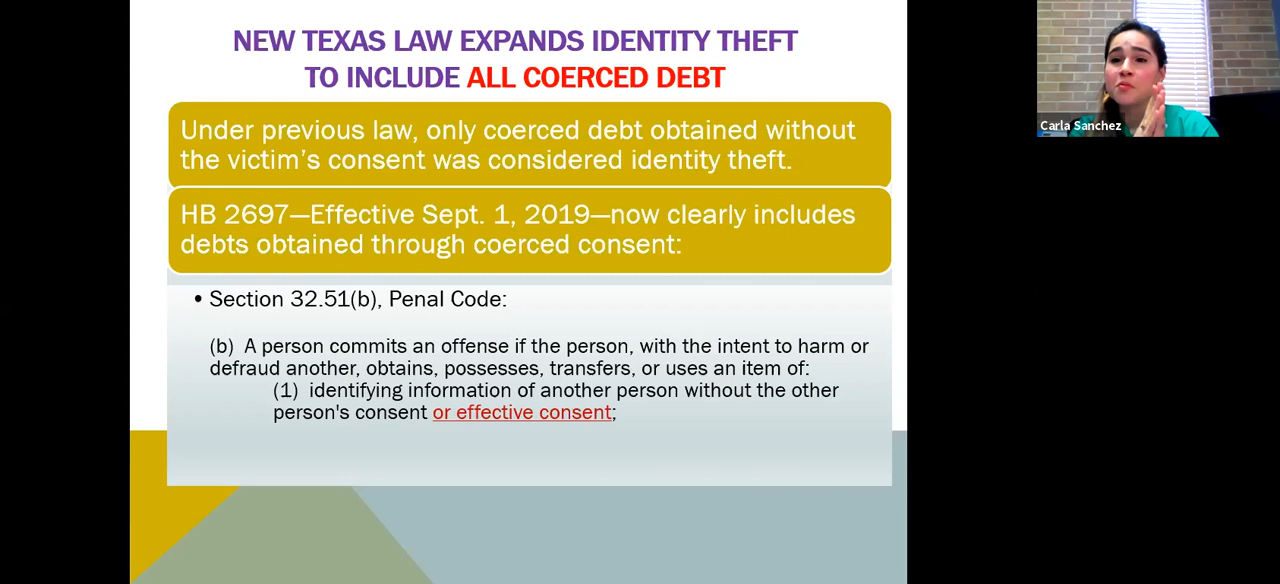 NEW TEXAS LAW EXPANDS IDENTITY THEFT
TO INCLUDE ALL COERCED DEBT
Under previous law, only coerced debt obtained without
the victim’s consent was considered identity theft.
HB 2697—Effective Sept. 1, 2019—now clearly includes
debts obtained through coerced consent:
• Section 32.51(b), Penal Code:
(b) A person commits an offense if the person, with the intent to harm or
defraud another, obtains, possesses, transfers, or uses an item of:
(1) identifying information of another person without the other
person's consent or effective consent;
Carla Sanchez